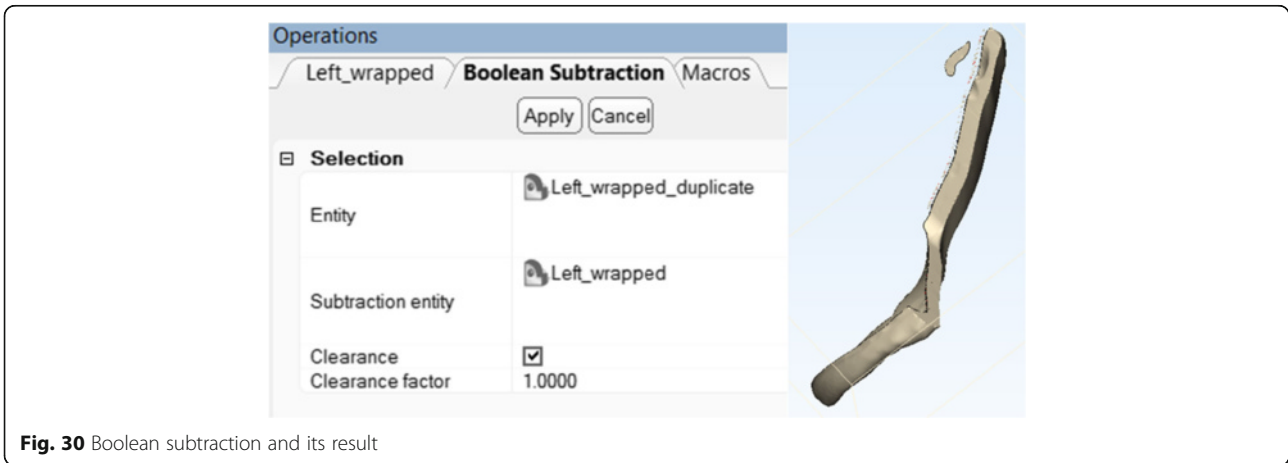 Operations
Left_wrapped Boolean Subtraction Macros
Apply Cancel
Selection
Entity Left_wrapped_duplicate
Subtraction entity Left_wrapped
Clearance
Clearance factor 1.0000
Fig. 30 Boolean subtraction and its result